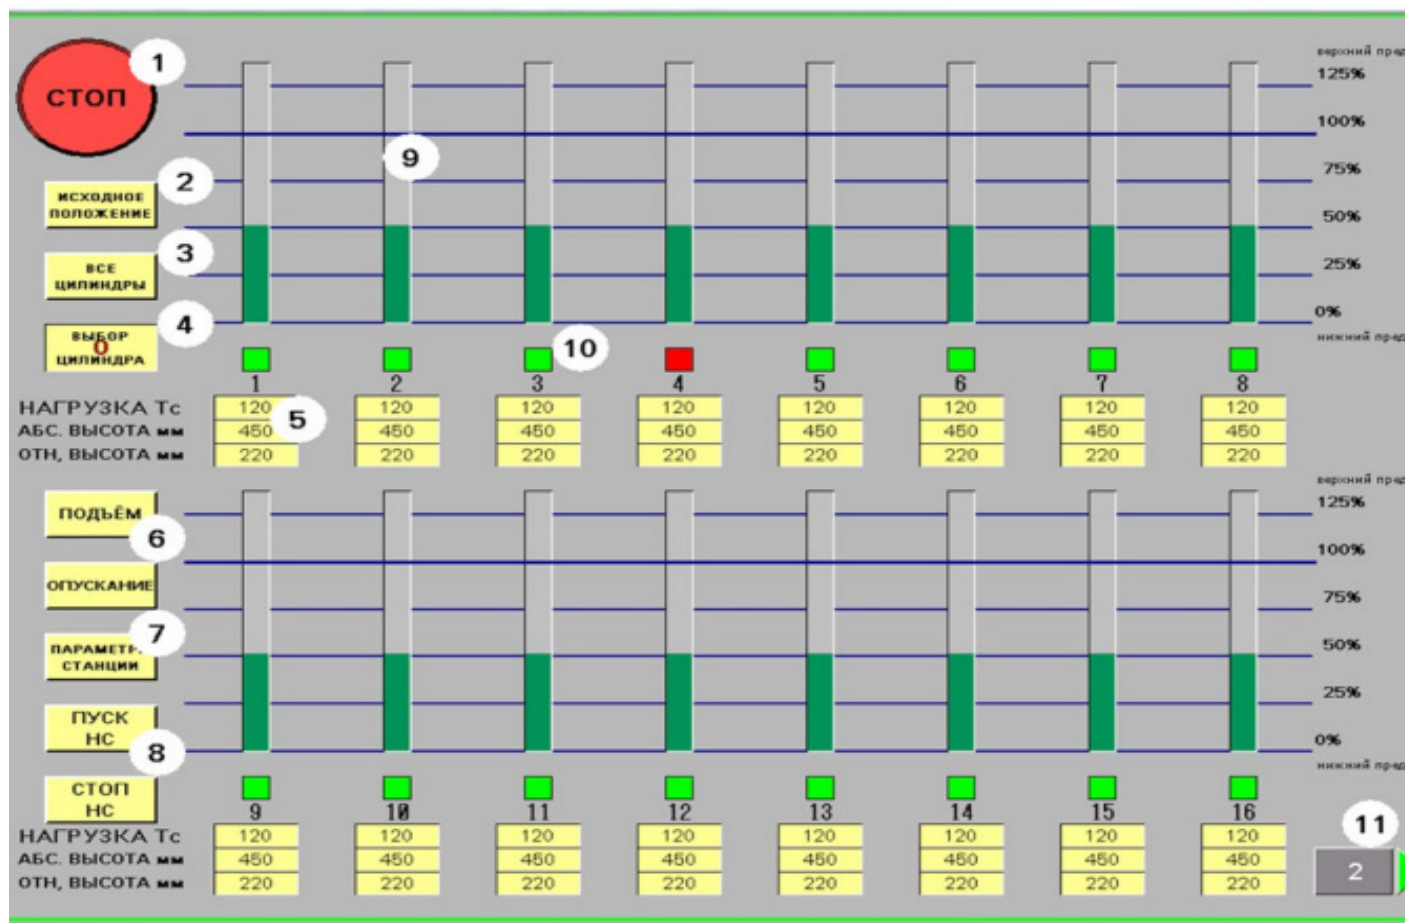 1
верхний пред
125%
СТОП
100%
9
75%
2
ИСХОДНОЕ
ПОЛОЖЕНИЕ
50%
3
ВСЕ
ЦИЛИНДРЫ
25%
4
0%
ВЫБОР
0
ЦИЛИНДРА
нижний пред
10
1 2 3 4 5 6 7 8
НАГРУЗКА Тс 120 120 120 120 120 120 120 120
5
АБС. ВЫСОТА мм 450 450 450 450 450 450 450 450
ОТН, ВЫСОТА мм 220 220 220 220 220 220 220 220
верхний пред
125%
ПОДЪЁМ
6
100%
ОПУСКАНИЕ
75%
7
ПАРАМЕТР
СТАНЦИИ
50%
25%
ПУСК
НС
8
0%
нижний пред
СТОП
НС
9 10 11 12 13 14 15 16
НАГРУЗКА Тс 120 120 120 120 120 120 120 120
11
АБС. ВЫСОТА мм 450 450 450 450 450 450 450 450
2
ОТН, ВЫСОТА мм 220 220 220 220 220 220 220 220